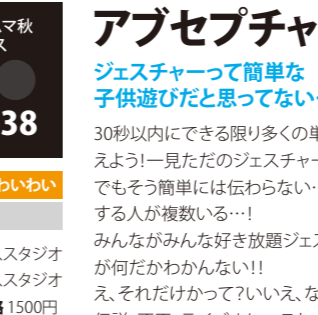 マ秋
ス
38
わいわい
スタジオ
スタジオ
1500円
アブセプチャ
ジェスチャーって簡単な
子供遊びだと思ってない
30秒以内にできる限り多くの
えよう!一見ただのジェスチャー
でもそう簡単には伝わらない…
する人が複数いる…!
みんながみんな好き放題ジェス
が何だかわかんない!!
え、それだけかって?いいえ、な